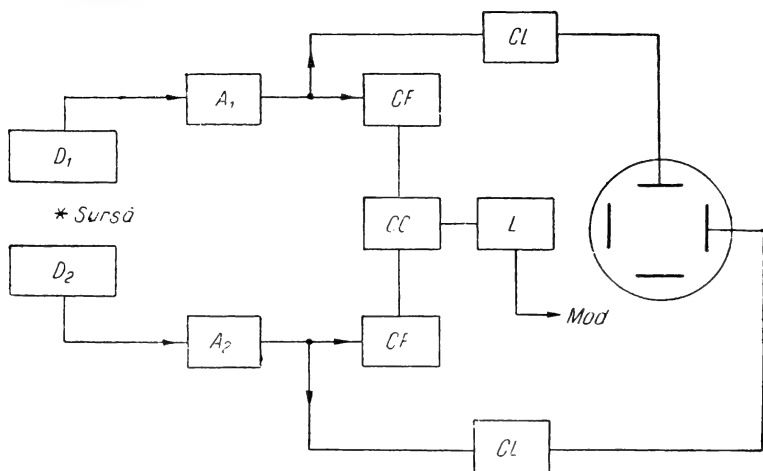 CL
A₁
CF
D₁
* Sursă
CC
L
D₂
Mod
A₂
CF
CL